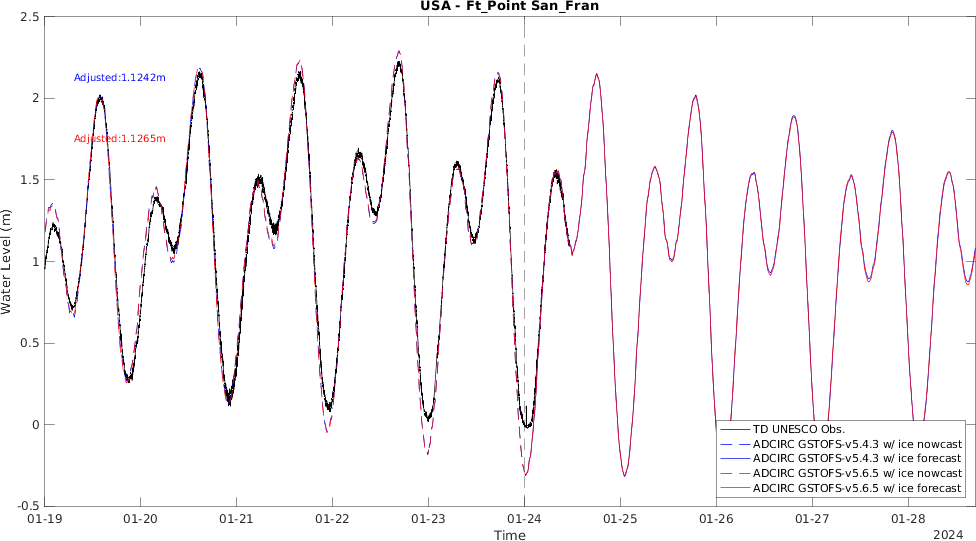 USA - Ft_Point San_Fran
2.5
2
1.5
1
0.5
0
-0.5
Water Level (m)
Adjusted:1.1242m
Adjusted:1.1265m
TD UNESCO Obs.
ADCIRC GSTOFS-v5.4.3 w/ ice nowcast
ADCIRC GSTOFS-v5.4.3 w/ ice forecast
ADCIRC GSTOFS-v5.6.5 w/ ice nowcast
ADCIRC GSTOFS-v5.6.5 w/ ice forecast
01-19 01-20 01-21 01-22 01-23 01-24 01-25 01-26 01-27 01-28
Time
2024